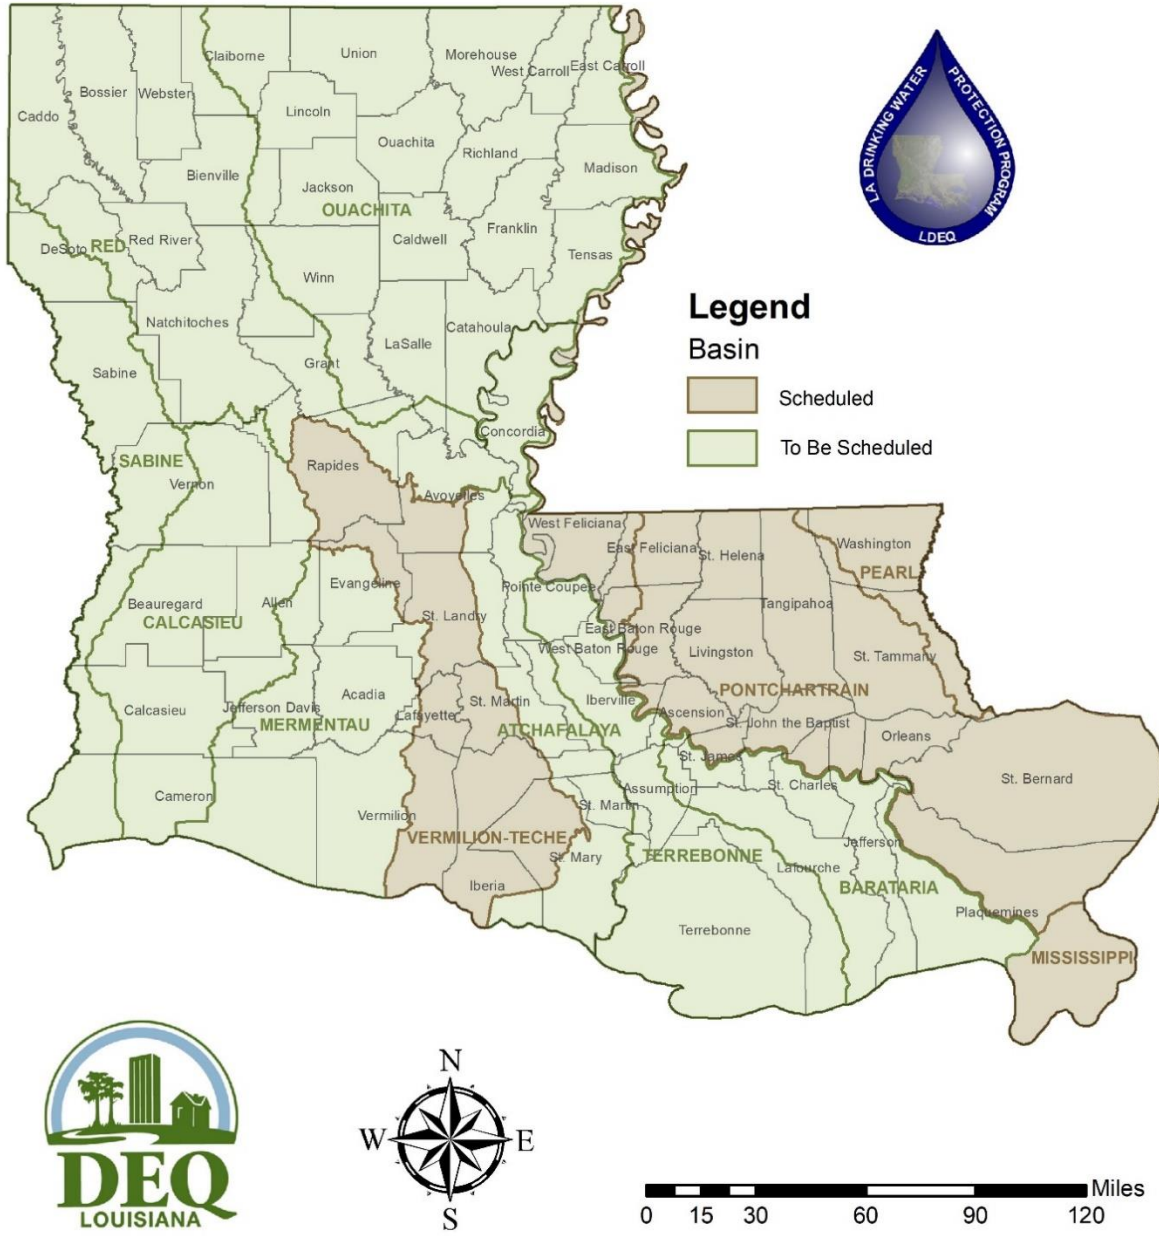 Claiborne
Union
Morehouse
West Carroll
East Carroll
Bossier
Webster
Caddo
Lincoln
Ouachita
Richland
Madison
Bienville
Jackson
OUACHITA
Franklin
Caldwell
DeSoto
RED
Red River
Tensas
Winn
Natchitoches
Catahoula
LaSalle
Grant
Sabine
Concordia
SABINE
Vernon
Rapides
Avoyelles
West Feliciana
East Feliciana
St. Helena
Washington
PEARL
Evangeline
Pointe Coupee
Beauregard
Allen
Tangipahoa
CALCASIEU
St. Landry
East Baton Rouge
West Baton Rouge
Livingston
St. Tammany
PONTCHARTRAIN
Calcasieu
Jefferson Davis
Acadia
MERMENTAU
Lafayette
St. Martin
Iberville
ATCHAFALAYA
Ascension
St. John the Baptist
Orleans
St. James
St. Bernard
Cameron
Assumption
St. Charles
Vermilion
St. Martin
VERMILION-TECHE
Jefferson
St. Mary
TERREBONNE
Lafourche
BARATARIA
Iberia
Plaquemines
Terrebonne
MISSISSIPPI
LA DRINKING WATER
PROTECTION PROGRAM
LDEQ
Legend
Basin
Scheduled
To Be Scheduled
DEQ
LOUISIANA
N
W
E
S
Miles
0 15 30 60 90 120